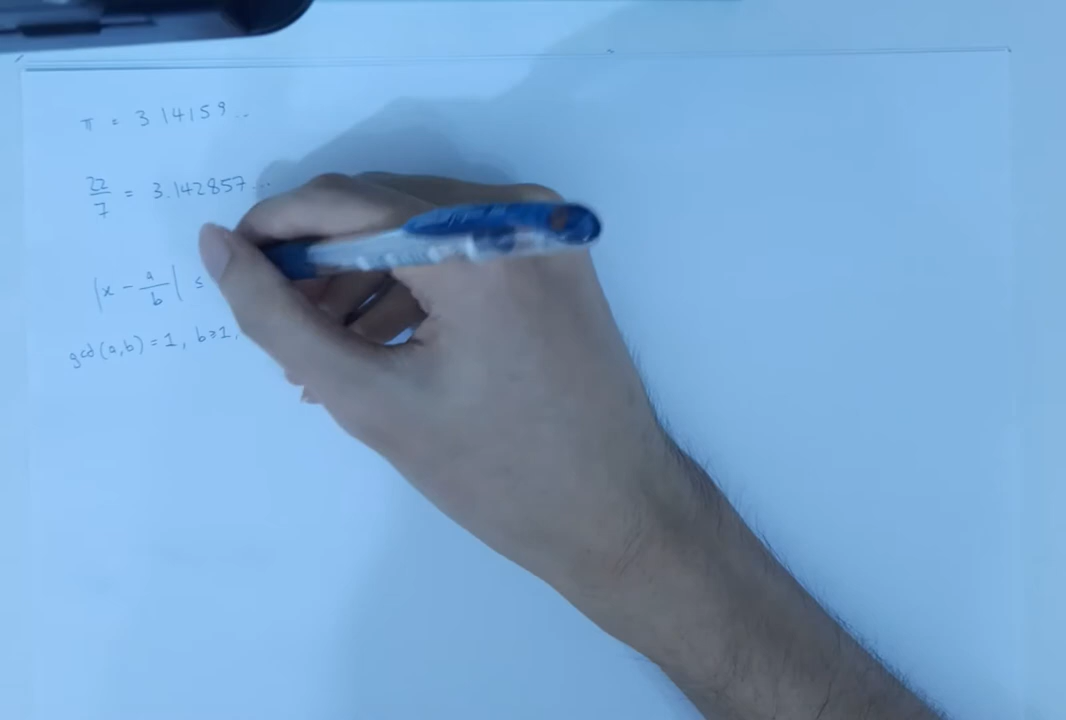 π = 3.14159...
22/7 = 3.142857...
|x - a/b| ≤
gcd(a,b) = 1, b≥1,